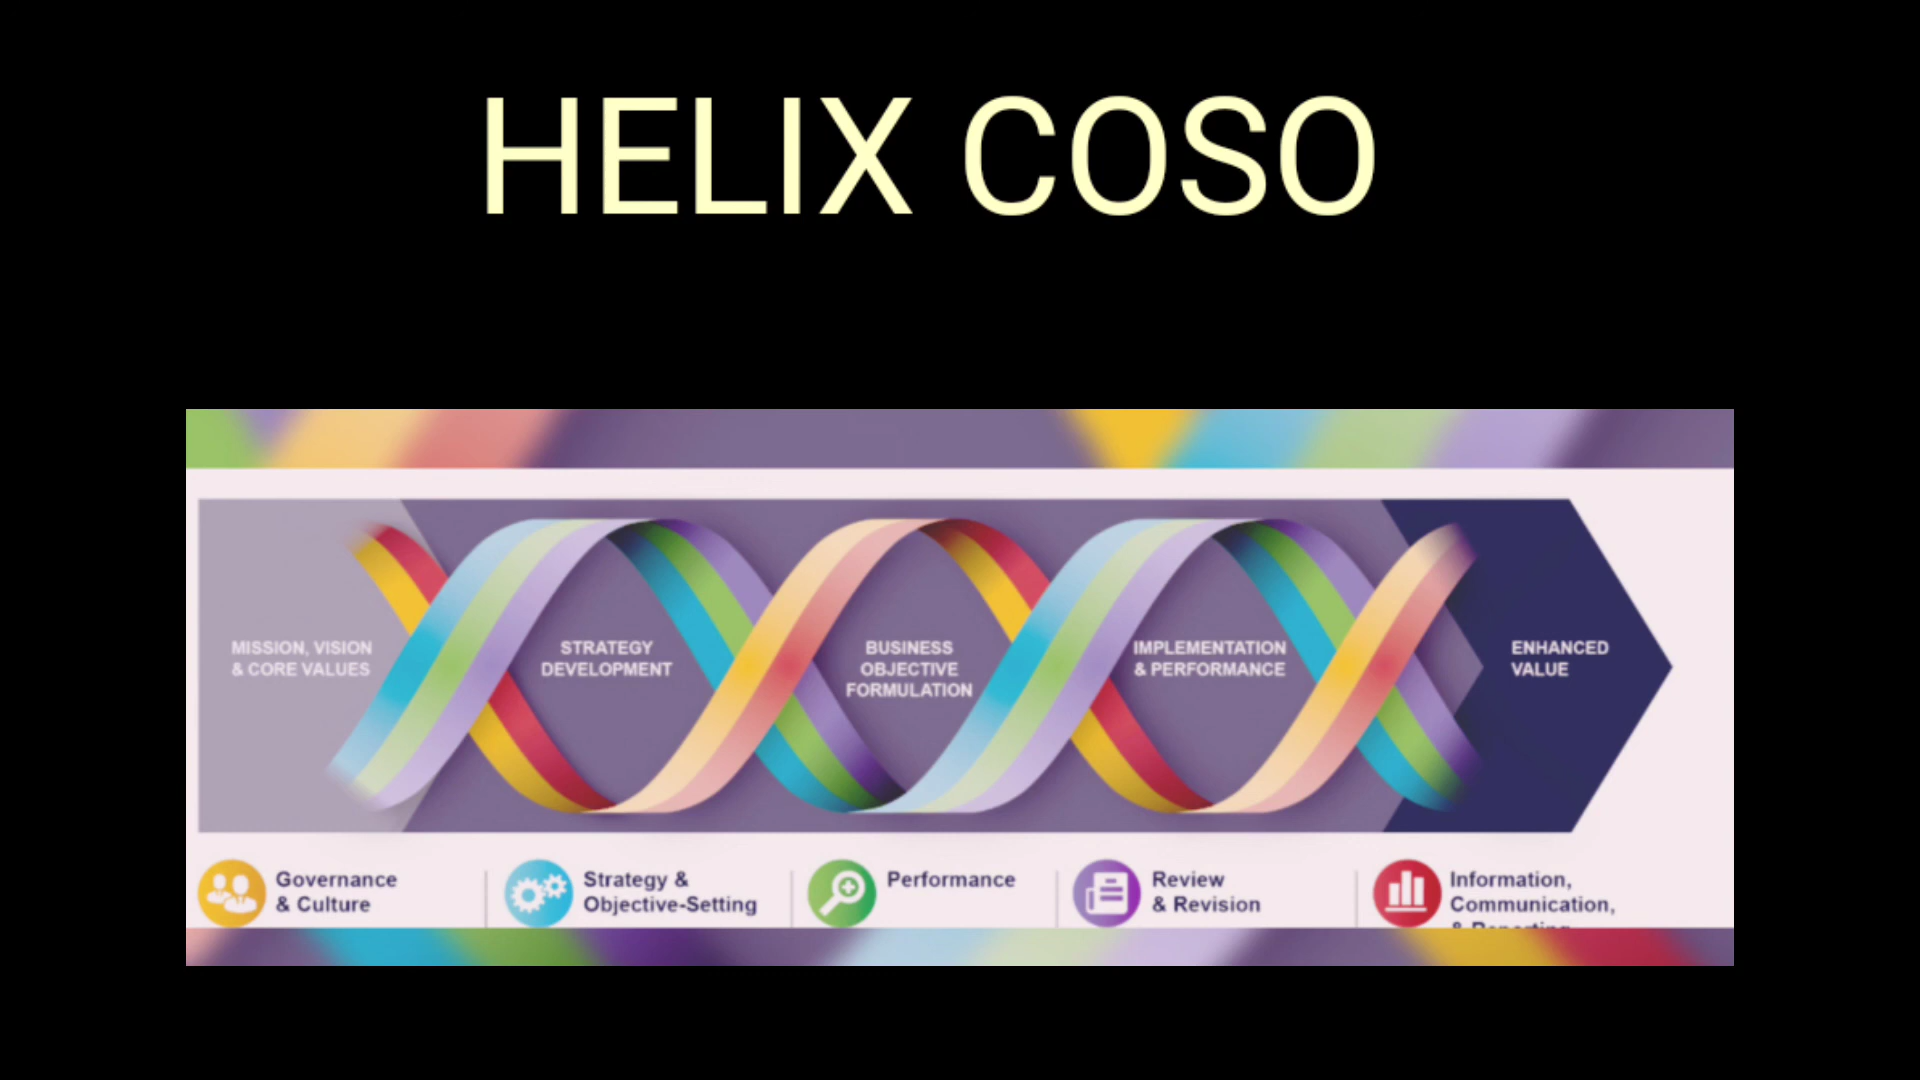 HELIX COSO
MISSION, VISION
& CORE VALUES
STRATEGY
DEVELOPMENT
BUSINESS
OBJECTIVE
FORMULATION
IMPLEMENTATION
& PERFORMANCE
ENHANCED
VALUE
Governance
& Culture
Strategy &
Objective-Setting
Performance
Review
& Revision
Information,
Communication,
& Reporting